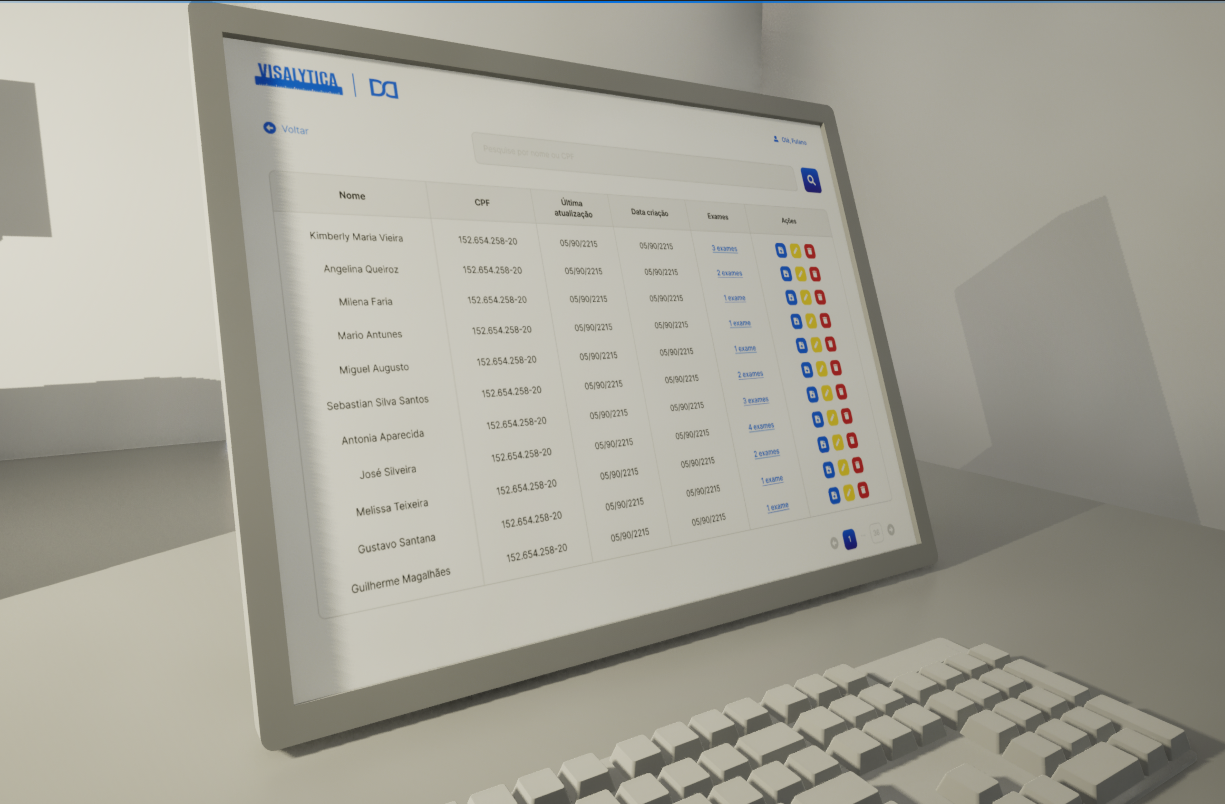 VISALYTICA
Olá, Fulano
Voltar
Pesquise por nome ou CPF
Nome CPF Última atualização Data criação Exames Ações
Kimberly Maria Vieira 152.654.258-20 05/90/2215 05/90/2215 3 exames
Angelina Queiroz 152.654.258-20 05/90/2215 05/90/2215 2 exames
Milena Faria 152.654.258-20 05/90/2215 05/90/2215 1 exame
Mario Antunes 152.654.258-20 05/90/2215 05/90/2215 1 exame
Miguel Augusto 152.654.258-20 05/90/2215 05/90/2215 1 exame
Sebastian Silva Santos 152.654.258-20 05/90/2215 05/90/2215 2 exames
Antonia Aparecida 152.654.258-20 05/90/2215 05/90/2215 3 exames
José Silveira 152.654.258-20 05/90/2215 05/90/2215 4 exames
Melissa Teixeira 152.654.258-20 05/90/2215 05/90/2215 2 exames
Gustavo Santana 152.654.258-20 05/90/2215 05/90/2215 1 exame
Guilherme Magalhães 152.654.258-20 05/90/2215 05/90/2215 1 exame
1